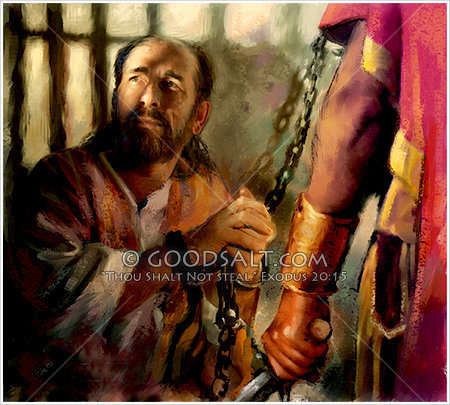 © GOODSALT.COM
"THOU SHALT NOT STEAL" EXODUS 20:15